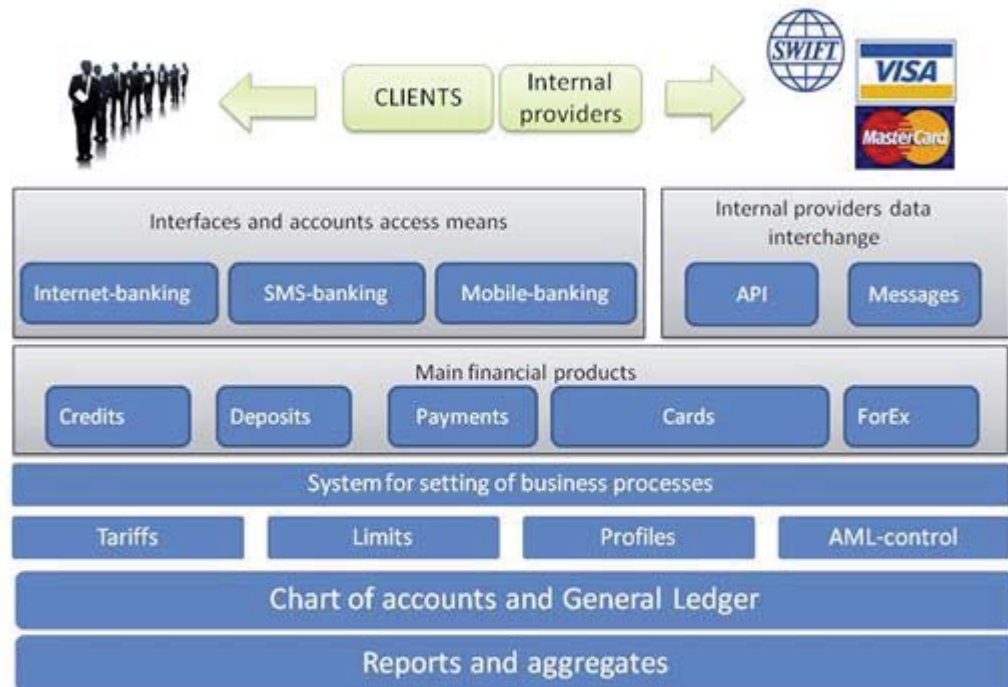 CLIENTS
Internal
providers
SWIFT
VISA
MasterCard
Interfaces and accounts access means
Internet-banking
SMS-banking
Mobile-banking
Internal providers data
interchange
API
Messages
Main financial products
Credits
Deposits
Payments
Cards
ForEx
System for setting of business processes
Tariffs
Limits
Profiles
AML-control
Chart of accounts and General Ledger
Reports and aggregates